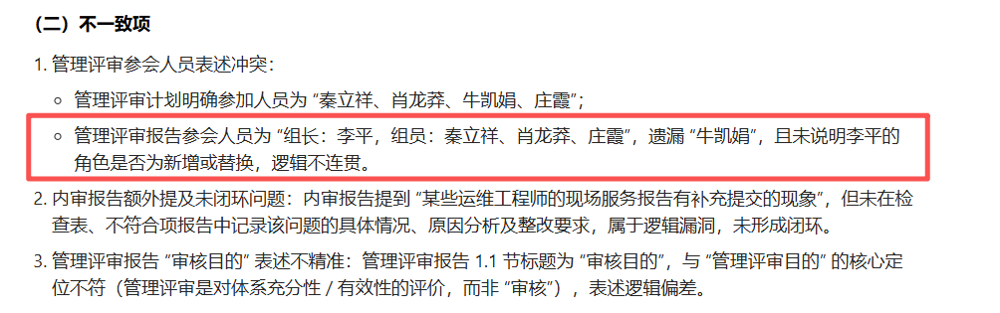 （二）不一致项
1. 管理评审参会人员表述冲突：
○ 管理评审计划明确参加人员为 “秦立祥、肖龙莽、牛凯娟、庄霞”；
○ 管理评审报告参会人员为 “组长：李平，组员：秦立祥、肖龙莽、庄霞”，遗漏 “牛凯娟”，且未说明李平的
角色是否为新增或替换，逻辑不连贯。
2. 内审报告额外提及未闭环问题：内审报告提到 “某些运维工程师的现场服务报告有补充提交的现象”，但未在检
查表、不符合项报告中记录该问题的具体情况、原因分析及整改要求，属于逻辑漏洞，未形成闭环。
3. 管理评审报告 “审核目的” 表述不精准：管理评审报告 1.1 节标题为 “审核目的”，与 “管理评审目的” 的核心定
位不符（管理评审是对体系充分性 / 有效性的评价，而非 “审核”），表述逻辑偏差。